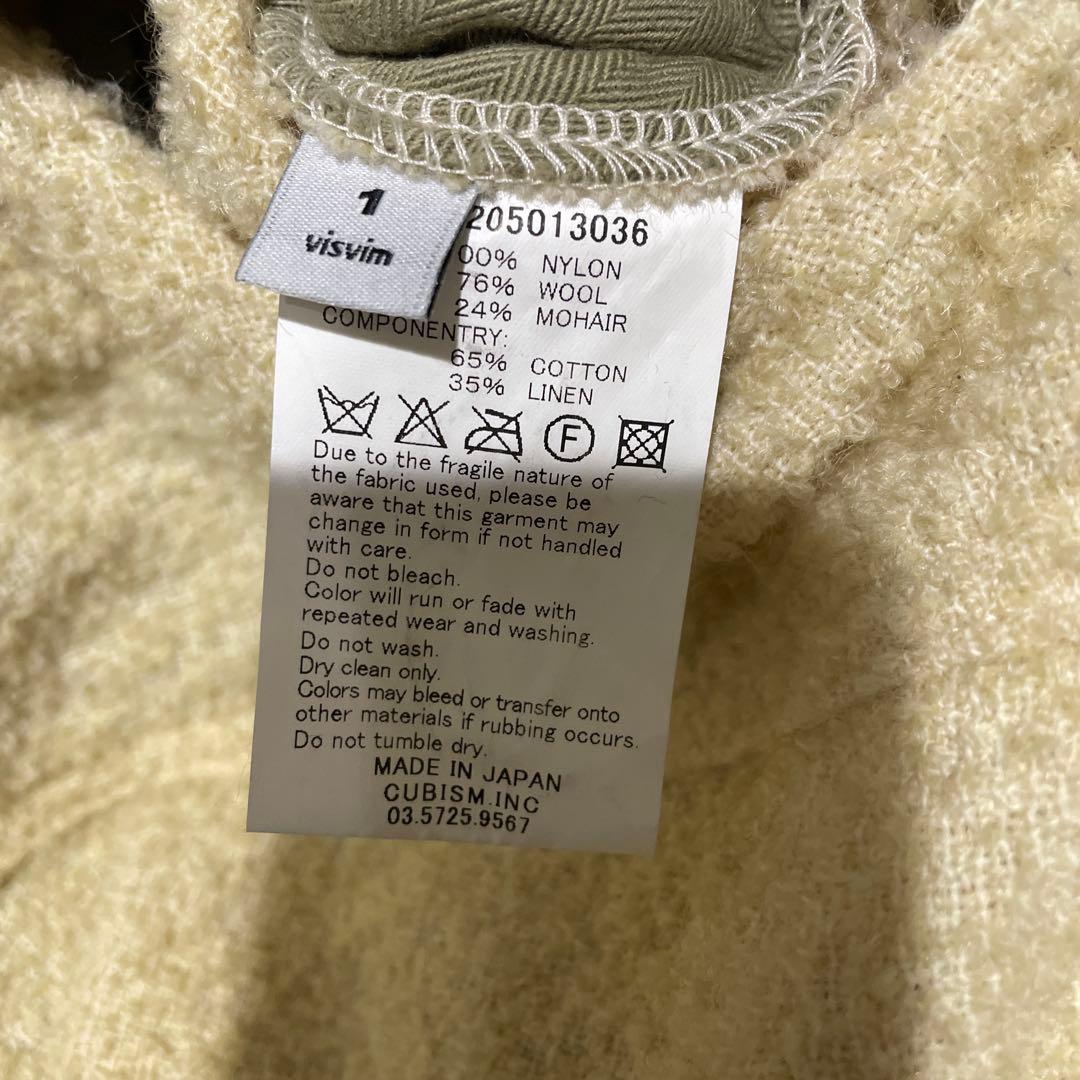 1
visvim
205013036
00% NYLON
76% WOOL
24% MOHAIR
COMPONENTRY:
65% COTTON
35% LINEN
F
Due to the fragile nature of
the fabric used, please be
aware that this garment may
change in form if not handled
with care.
Do not bleach.
Color will run or fade with
repeated wear and washing.
Do not wash.
Dry clean only.
Colors may bleed or transfer onto
other materials if rubbing occurs.
Do not tumble dry.
MADE IN JAPAN
CUBISM.INC
03.5725.9567